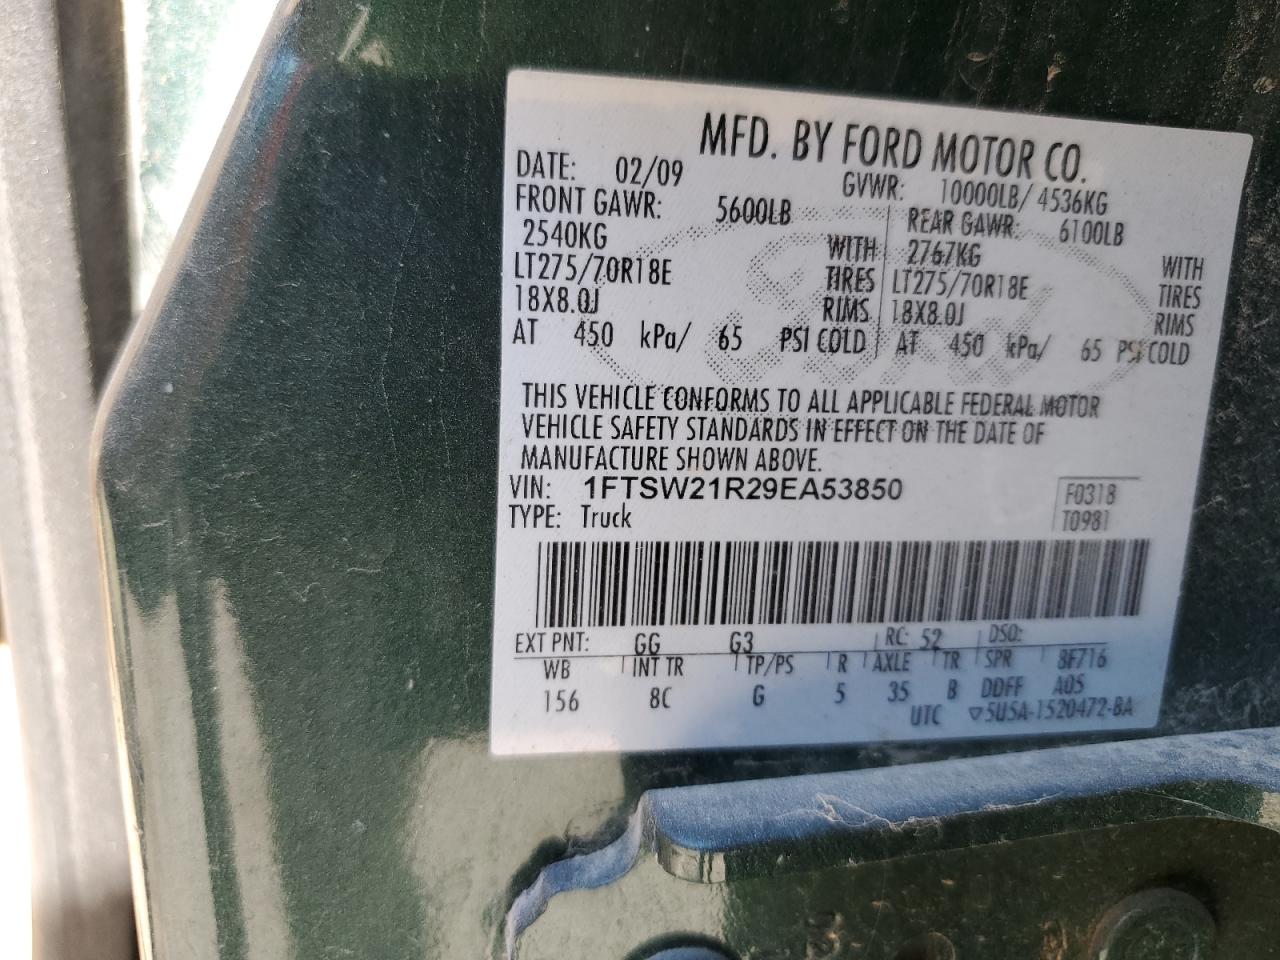 MFD. BY FORD MOTOR CO.
DATE: 02/09 GVWR: 10000LB/ 4536KG
FRONT GAWR: 5600LB REAR GAWR: 6100LB
2540KG WITH 2767KG WITH
LT275/70R18E TIRES LT275/70R18E TIRES
18X8.0J RIMS 18X8.0J RIMS
AT 450 kPa/ 65 PSI COLD AT 450 kPa/ 65 PSI COLD
THIS VEHICLE CONFORMS TO ALL APPLICABLE FEDERAL MOTOR
VEHICLE SAFETY STANDARDS IN EFFECT ON THE DATE OF
MANUFACTURE SHOWN ABOVE.
VIN: 1FTSW21R29EA53850 F0318
TYPE: Truck T0981
EXT PNT: GG G3 RC: 52 DSO:
WB INT TR TP/PS R AXLE TR SPR 8F716
156 8C G 5 35 B DDFF A05
UTC ▽5U5A-1520472-BA